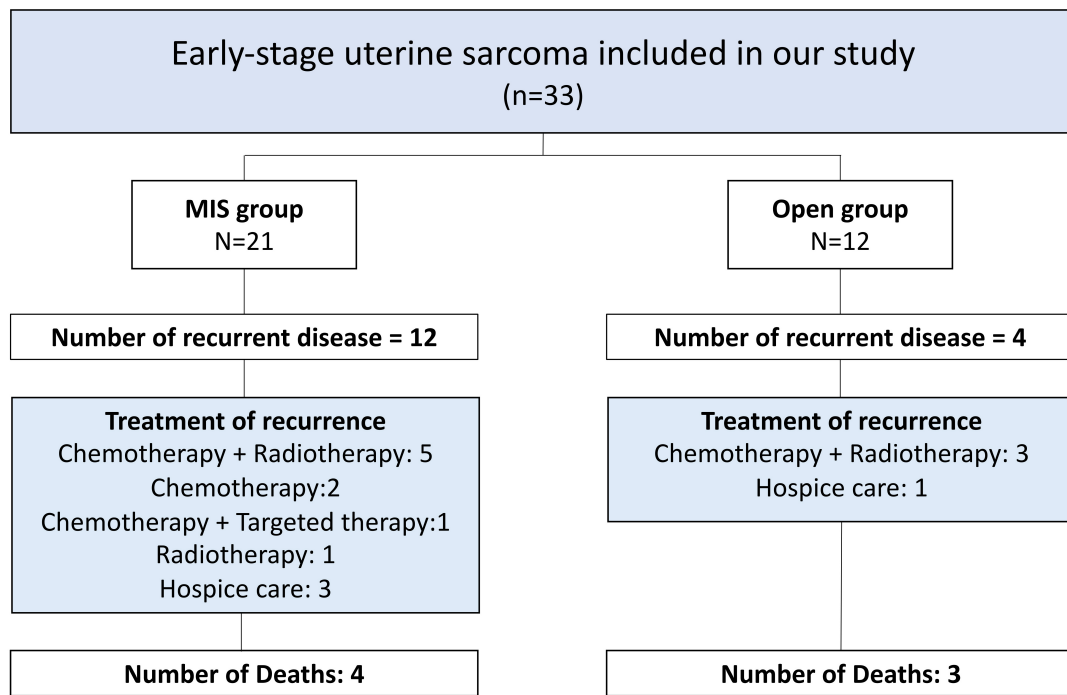 Early-stage uterine sarcoma included in our study
(n=33)
MIS group
N=21
Open group
N=12
Number of recurrent disease = 12
Number of recurrent disease = 4
Treatment of recurrence
Chemotherapy + Radiotherapy: 5
Chemotherapy:2
Chemotherapy + Targeted therapy:1
Radiotherapy: 1
Hospice care: 3
Treatment of recurrence
Chemotherapy + Radiotherapy: 3
Hospice care: 1
Number of Deaths: 4
Number of Deaths: 3